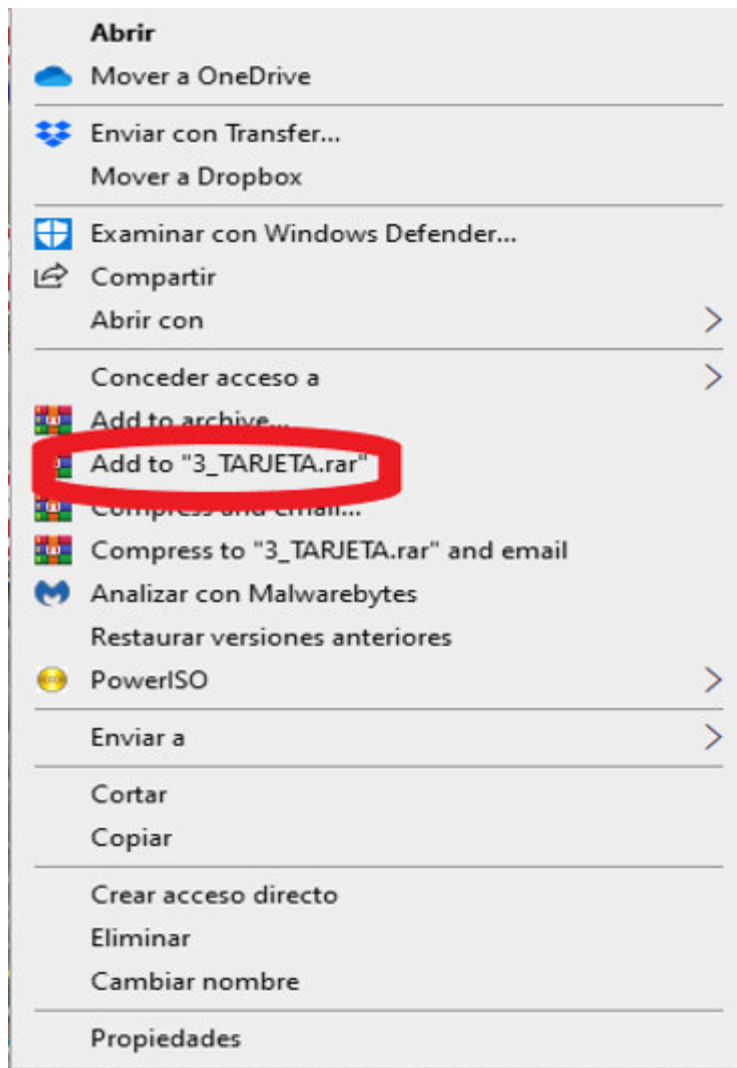 Abrir
Mover a OneDrive
Enviar con Transfer...
Mover a Dropbox
Examinar con Windows Defender...
Compartir
Abrir con
Conceder acceso a
Add to archive...
Add to "3_TARJETA.rar"
Compress and email...
Compress to "3_TARJETA.rar" and email
Analizar con Malwarebytes
Restaurar versiones anteriores
PowerISO
Enviar a
Cortar
Copiar
Crear acceso directo
Eliminar
Cambiar nombre
Propiedades